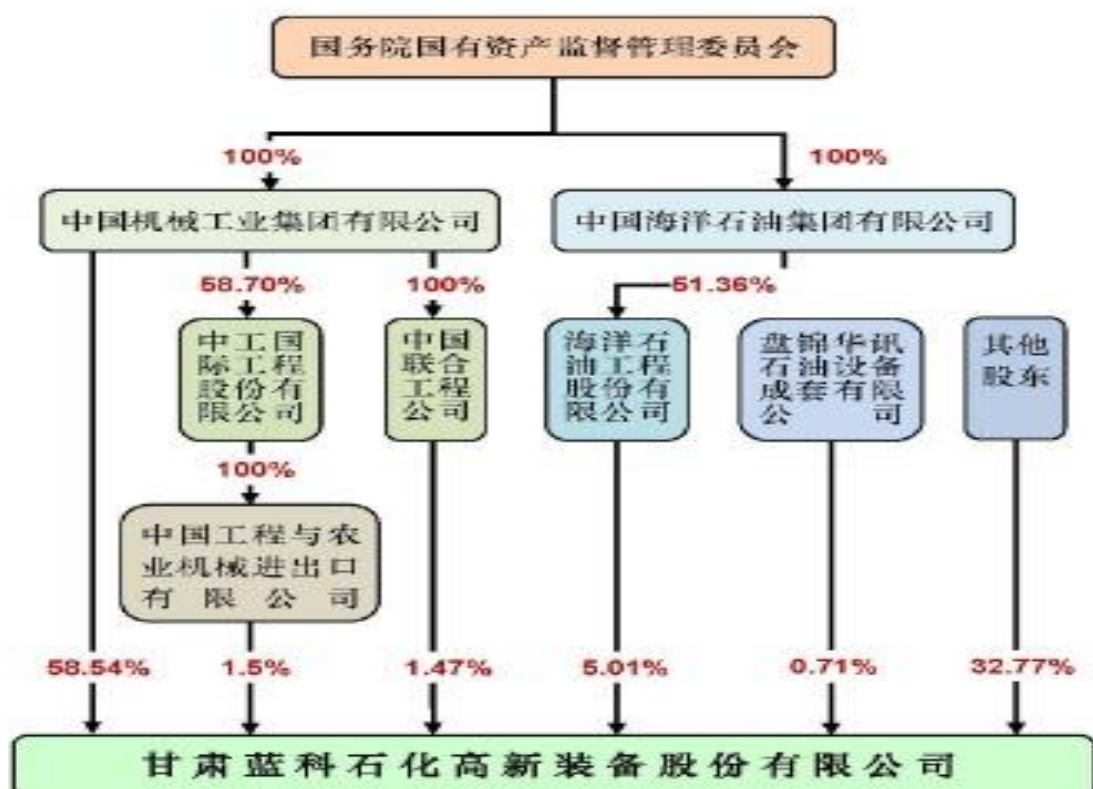 国务院国有资产监督管理委员会
100%
100%
中国机械工业集团有限公司
中国海洋石油集团有限公司
58.70%
100%
51.36%
中工国
际工程
股份有
限公司
中国
联合
工程
公司
海洋石
油工程
股份有
限公司
盘锦华讯
石油设备
成套有限
公司
其他
股东
100%
中国工程与农
业机械进出口
有限公司
58.54%
1.5%
1.47%
5.01%
0.71%
32.77%
甘肃蓝科石化高新装备股份有限公司